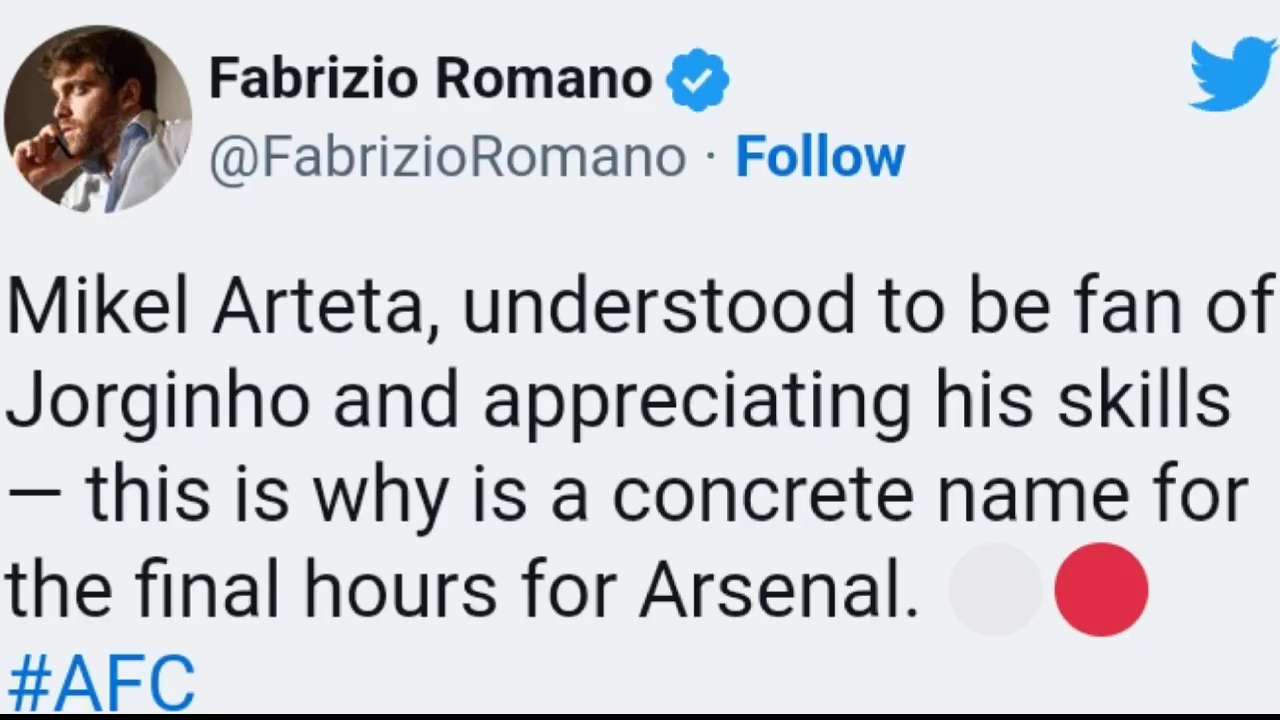 Fabrizio Romano
@FabrizioRomano · Follow
Mikel Arteta, understood to be fan of
Jorginho and appreciating his skills
— this is why is a concrete name for
the final hours for Arsenal. ⚪🔴
#AFC